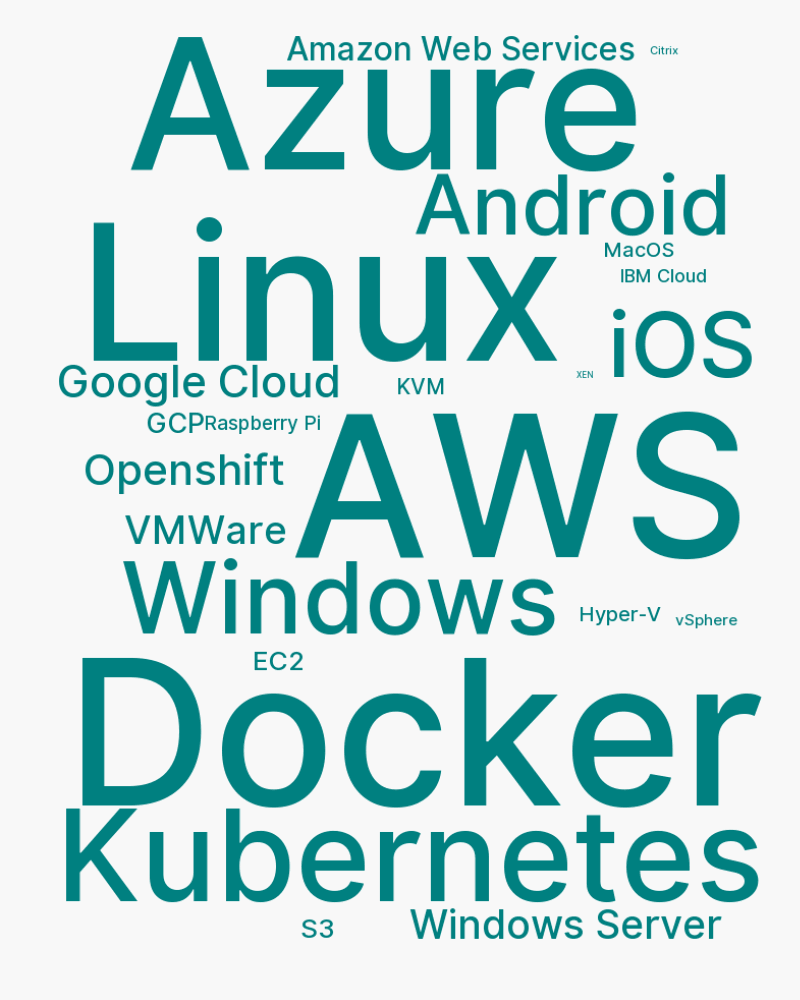 Amazon Web Services
Citrix
Azure
Android
Linux
MacOS
IBM Cloud
iOS
XEN
Google Cloud
KVM
GCP
Raspberry Pi
AWS
Openshift
VMWare
Windows
Hyper-V
vSphere
EC2
Docker
Kubernetes
S3
Windows Server